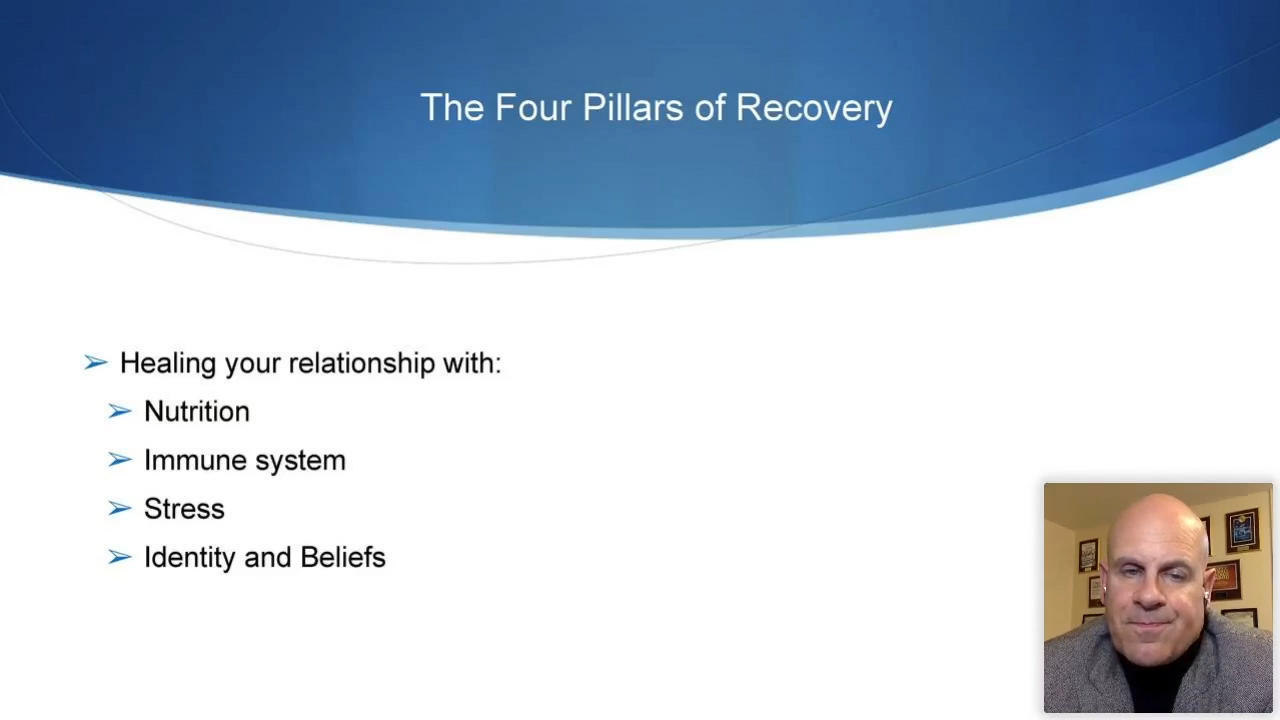 The Four Pillars of Recovery
Healing your relationship with:
Nutrition
Immune system
Stress
Identity and Beliefs